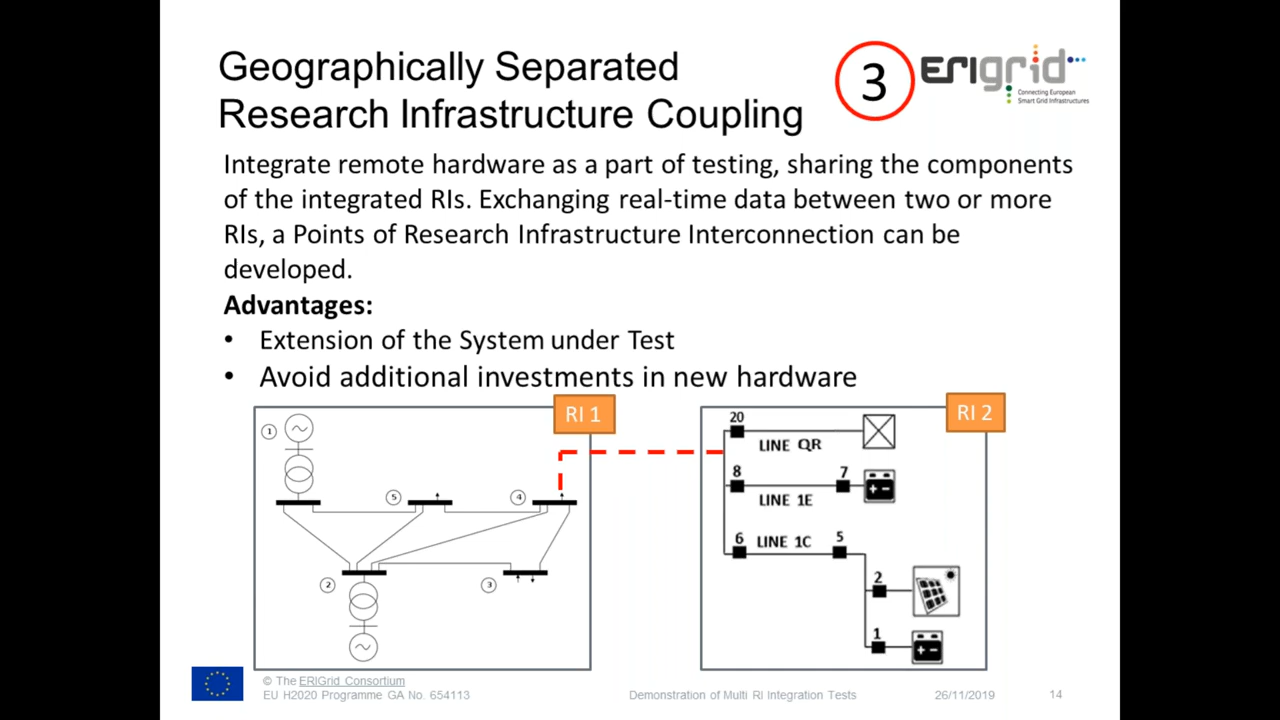 Geographically Separated
Research Infrastructure Coupling
3
ERIgrid
Connecting European
Smart Grid Infrastructures
Integrate remote hardware as a part of testing, sharing the components
of the integrated RIs. Exchanging real-time data between two or more
RIs, a Points of Research Infrastructure Interconnection can be
developed.
Advantages:
• Extension of the System under Test
• Avoid additional investments in new hardware
RI 1
1
5
4
2
3
RI 2
20
LINE QR
8
7
LINE 1E
6
LINE 1C
5
2
1
© The ERIGrid Consortium
EU H2020 Programme GA No. 654113
Demonstration of Multi RI Integration Tests
26/11/2019
14